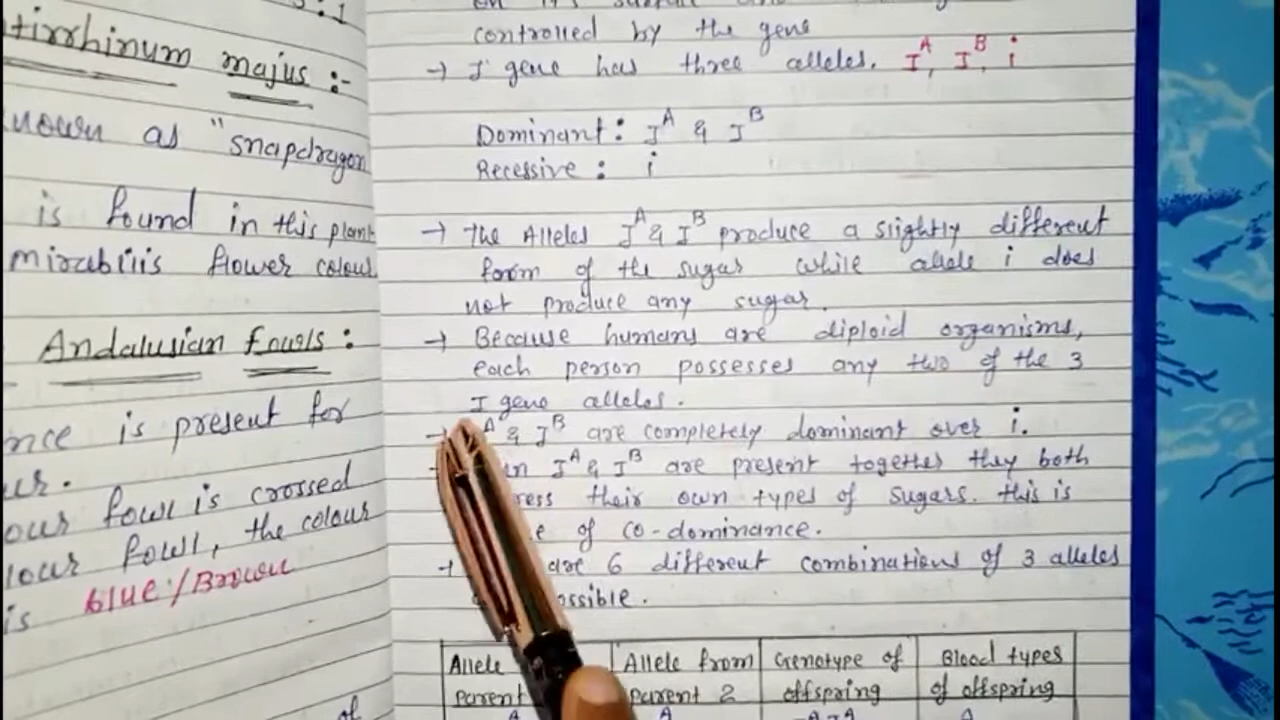 tirrhinum majus :-
nown as "snapdragon
is found in this plant
mirabilis flower colour
Andalusian Fowls :
nce is present for
ur.
our fowl is crossed
lour fowl, the colour
is blue/Brown
of
controlled by the gene
→ I gene has three alleles. I^A, I^B, i
Dominant : I^A & I^B
Recessive : i
→ The Alleles I^A & I^B produce a slightly different
form of the sugar while allele i does
not produce any sugar.
→ Because humans are diploid organisms,
each person possesses any two of the 3
I gene alleles.
→ A & I^B are completely dominant over i.
n I^A & I^B are present together they both
ress their own types of sugars. this is
e of co-dominance.
→ are 6 different combinations of 3 alleles
ossible.
Allele Allele from Genotype of Blood types
parent parent 2 offspring of offspring